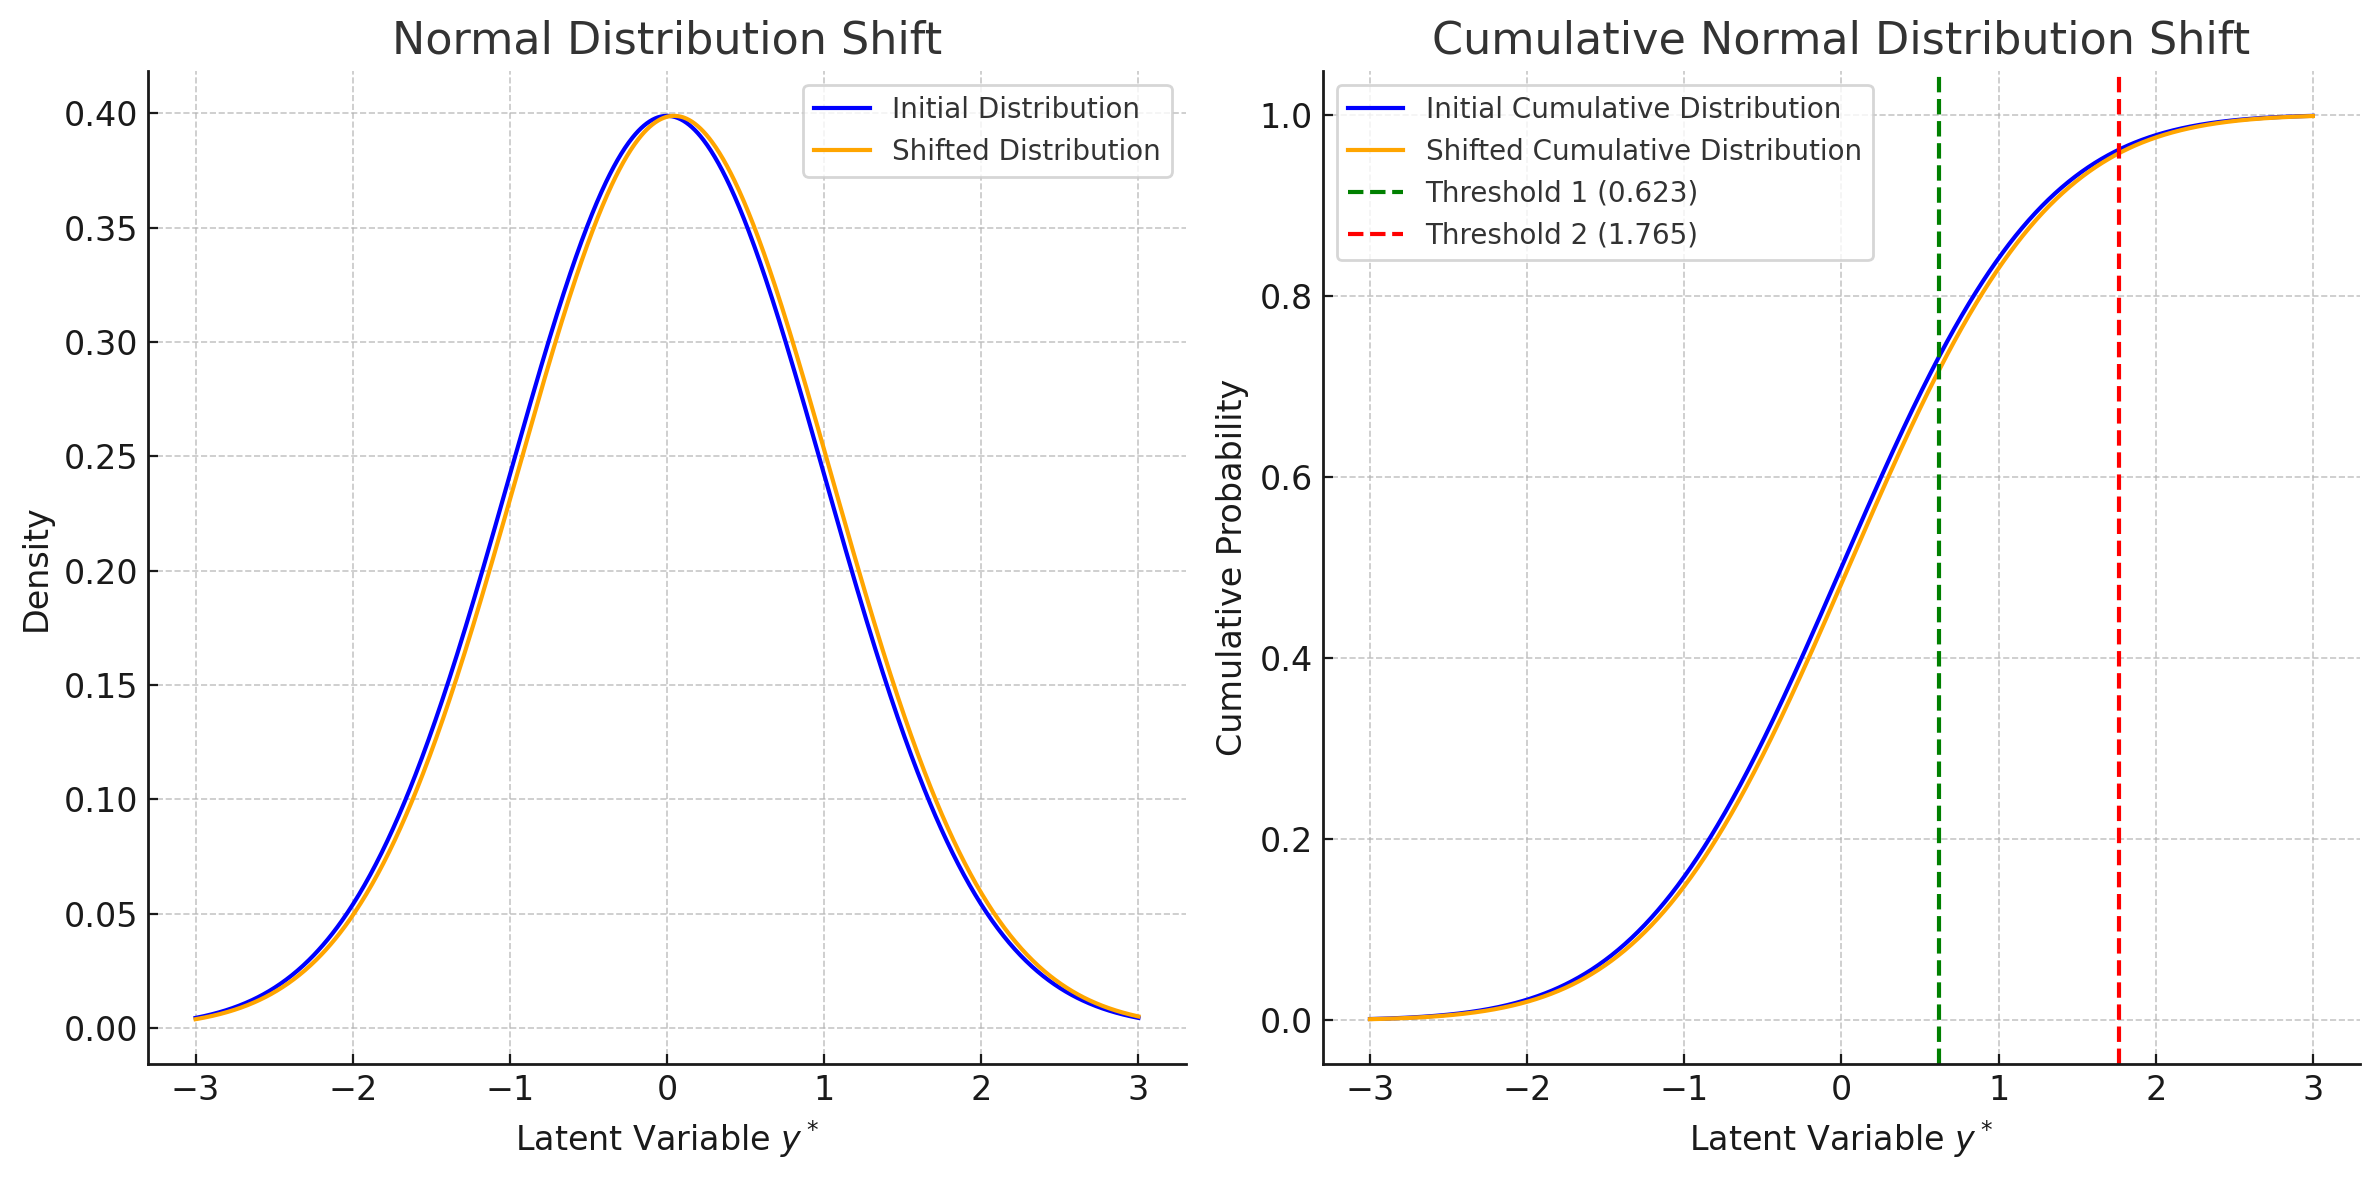 Normal Distribution Shift
Initial Distribution
Shifted Distribution
0.40
0.35
0.30
0.25
0.20
0.15
0.10
0.05
0.00
Density
−3 −2 −1 0 1 2 3
Latent Variable y*
Cumulative Normal Distribution Shift
Initial Cumulative Distribution
Shifted Cumulative Distribution
Threshold 1 (0.623)
Threshold 2 (1.765)
1.0
0.8
0.6
0.4
0.2
0.0
Cumulative Probability
−3 −2 −1 0 1 2 3
Latent Variable y*